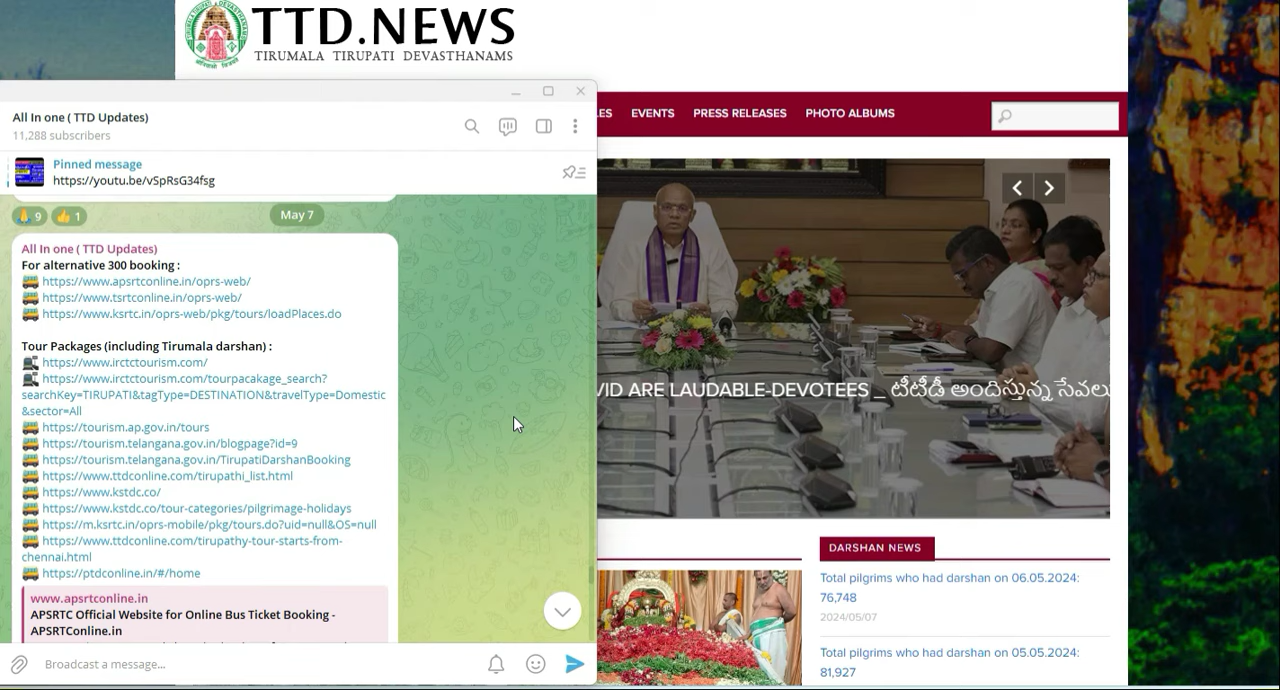 TTD.NEWS
TIRUMALA TIRUPATI DEVASTHANAMS
LES EVENTS PRESS RELEASES PHOTO ALBUMS
All In one ( TTD Updates)
11,288 subscribers
Pinned message
https://youtu.be/vSpRsG34fsg
9 1
May 7
All In one ( TTD Updates)
For alternative 300 booking :
https://www.apsrtconline.in/oprs-web/
https://www.tsrtconline.in/oprs-web/
https://www.ksrtc.in/oprs-web/pkg/tours/loadPlaces.do
Tour Packages (including Tirumala darshan) :
https://www.irctctourism.com/
https://www.irctctourism.com/tourpacakage_search?
searchKey=TIRUPATI&tagType=DESTINATION&travelType=Domestic
&sector=All
https://tourism.ap.gov.in/tours
https://tourism.telangana.gov.in/blogpage?id=9
https://tourism.telangana.gov.in/TirupatiDarshanBooking
https://www.ttdconline.com/tirupathi_list.html
https://www.kstdc.co/
https://www.kstdc.co/tour-categories/pilgrimage-holidays
https://m.ksrtc.in/oprs-mobile/pkg/tours.do?uid=null&OS=null
https://www.ttdconline.com/tirupathy-tour-starts-from-
chennai.html
https://ptdconline.in/#/home
www.apsrtconline.in
APSRTC Official Website for Online Bus Ticket Booking -
APSRTConline.in
Broadcast a message...
VID ARE LAUDABLE-DEVOTEES _ టీటీడీ అందిస్తున్న సేవలు
DARSHAN NEWS
Total pilgrims who had darshan on 06.05.2024:
76,748
2024/05/07
Total pilgrims who had darshan on 05.05.2024:
81,927